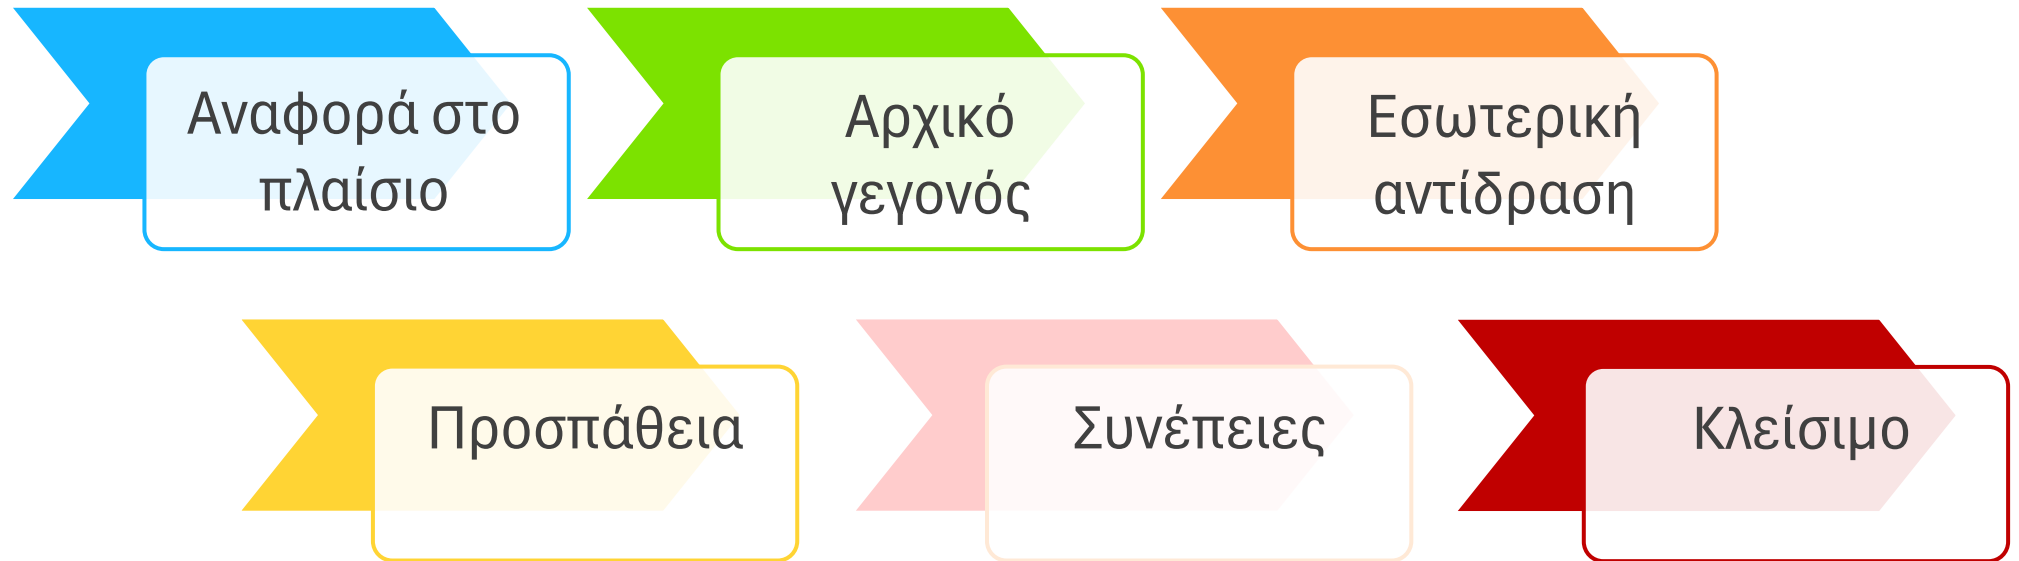 Αναφορά στο
πλαίσιο
Αρχικό
γεγονός
Εσωτερική
αντίδραση
Προσπάθεια
Συνέπειες
Κλείσιμο